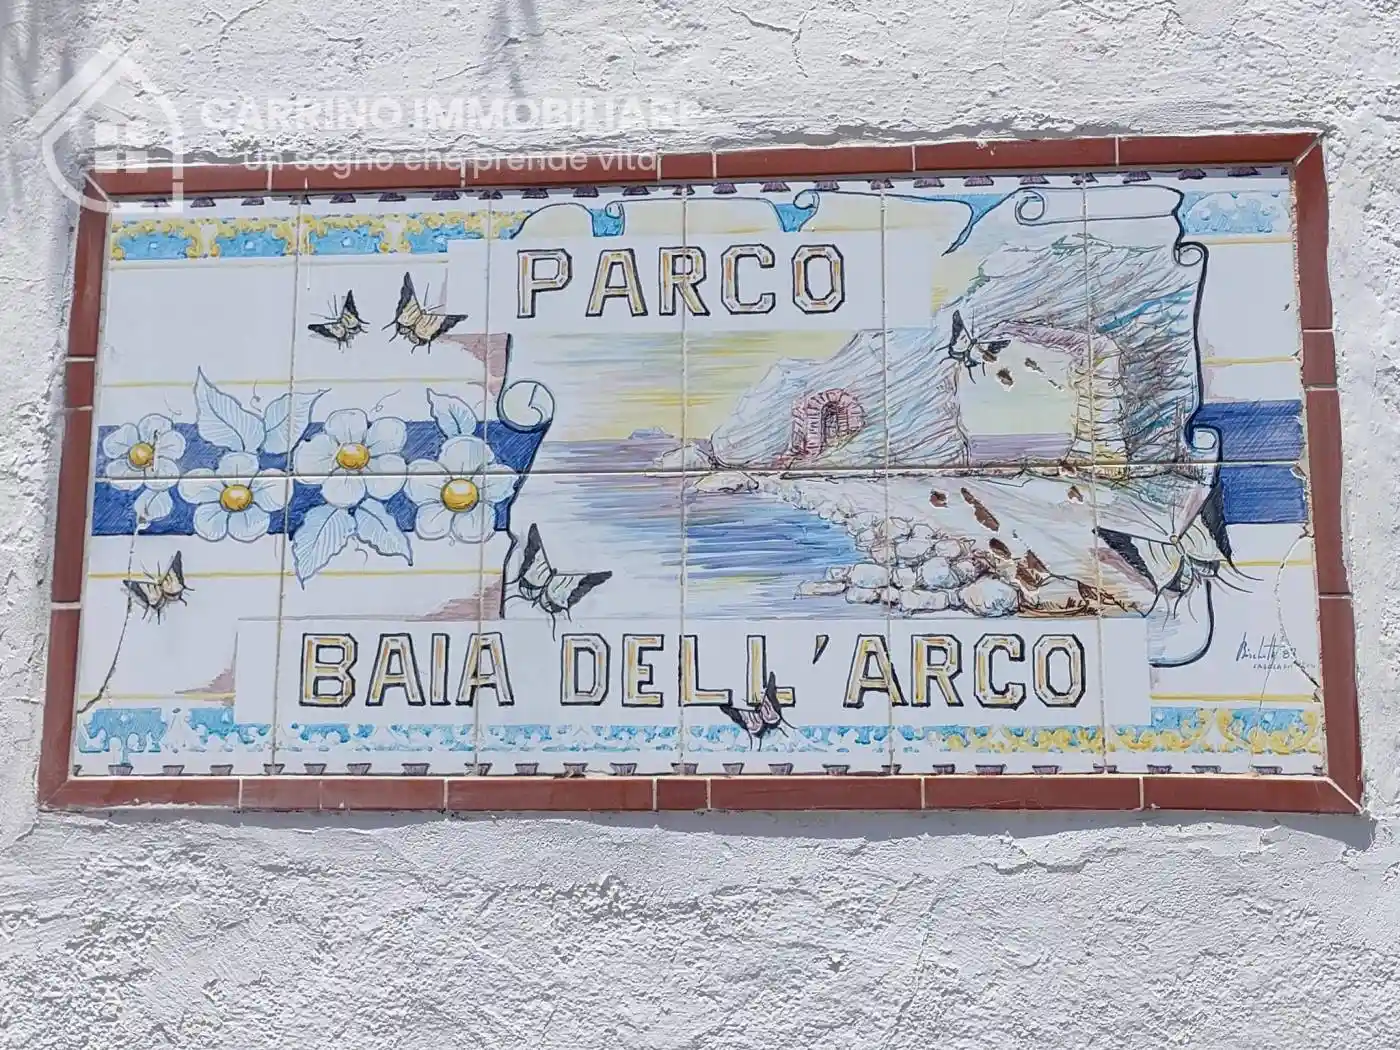 CARRINO IMMOBILIARE
un sogno che prende vita
PARCO
BAIA DELL'ARCO